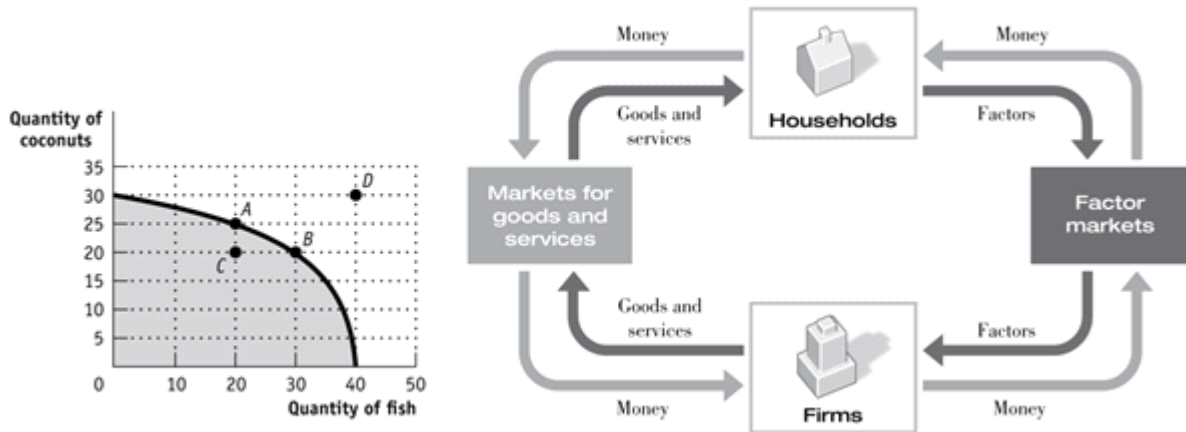 Quantity of
coconuts
35
30
25
20
15
10
5
0
10
20
30
40
50
Quantity of fish
A
B
C
D
Money
Money
Goods and
services
Households
Factors
Markets for
goods and
services
Factor
markets
Goods and
services
Factors
Firms
Money
Money